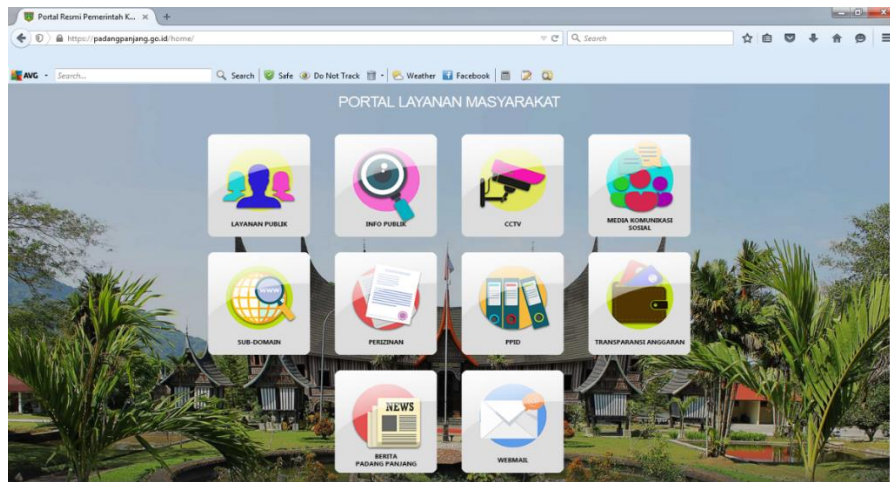 Portal Resmi Pemerintah K...
https://padangpanjang.go.id/home/
Search
AVG Search... Search Safe Do Not Track Weather Facebook
PORTAL LAYANAN MASYARAKAT
LAYANAN PUBLIK
INFO PUBLIK
CCTV
MEDIA KOMUNIKASI
SOSIAL
WWW
SUB-DOMAIN
PERIZINAN
PPID
TRANSPARANSI ANGGARAN
NEWS
BERITA
PADANG PANJANG
WEBMAIL